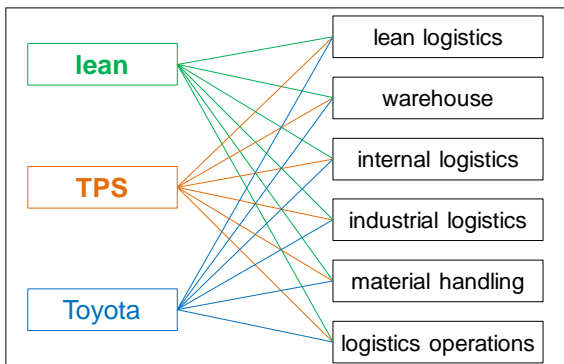 lean
TPS
Toyota
lean logistics
warehouse
internal logistics
industrial logistics
material handling
logistics operations